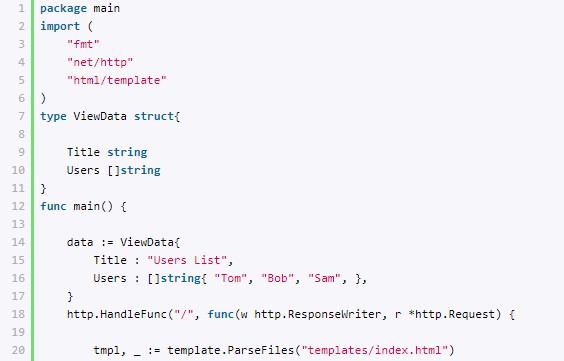 1 package main
2 import (
3     "fmt"
4     "net/http"
5     "html/template"
6 )
7 type ViewData struct{
8
9     Title string
10     Users []string
11 }
12 func main() {
13
14     data := ViewData{
15         Title : "Users List",
16         Users : []string{ "Tom", "Bob", "Sam", },
17     }
18     http.HandleFunc("/", func(w http.ResponseWriter, r *http.Request) {
19
20         tmpl, _ := template.ParseFiles("templates/index.html")